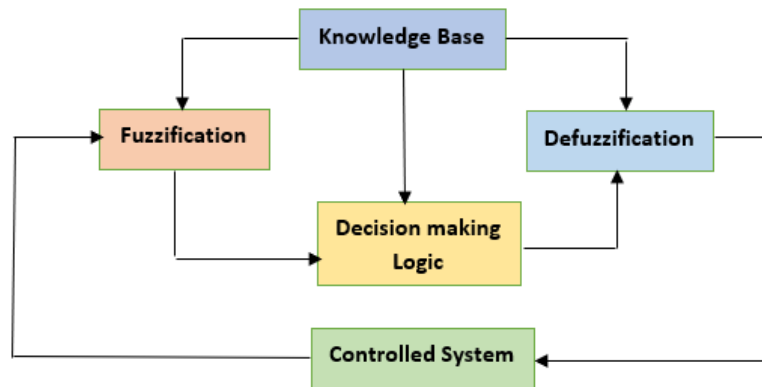 Knowledge Base
Fuzzification
Defuzzification
Decision making
Logic
Controlled System